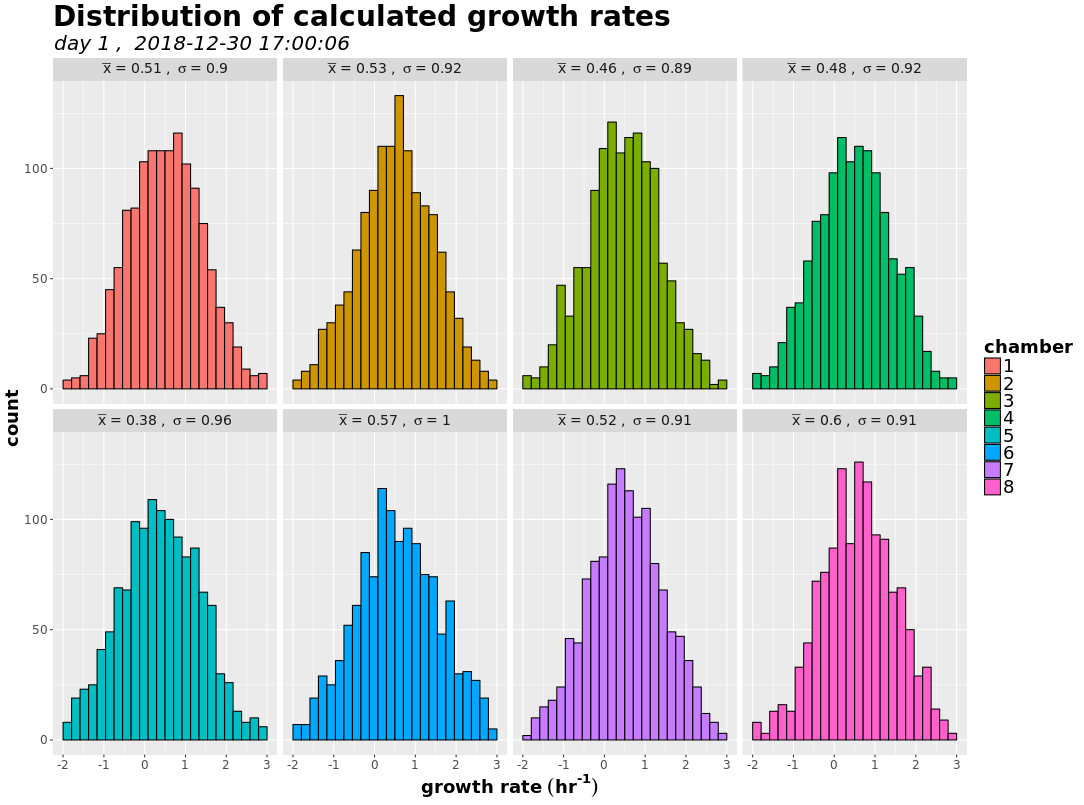 Distribution of calculated growth rates
day 1 ,  2018-12-30 17:00:06
x̅ = 0.51 ,  σ = 0.9
x̅ = 0.53 ,  σ = 0.92
x̅ = 0.46 ,  σ = 0.89
x̅ = 0.48 ,  σ = 0.92
100
50
0
count
x̅ = 0.38 ,  σ = 0.96
x̅ = 0.57 ,  σ = 1
x̅ = 0.52 ,  σ = 0.91
x̅ = 0.6 ,  σ = 0.91
100
50
0
-2 -1 0 1 2 3
-2 -1 0 1 2 3
-2 -1 0 1 2 3
-2 -1 0 1 2 3
growth rate (hr⁻¹)
chamber
1
2
3
4
5
6
7
8